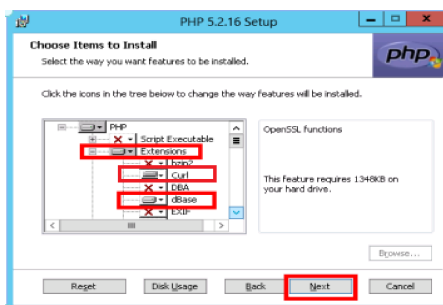 PHP 5.2.16 Setup
Choose Items to Install
Select the way you want features to be installed.
php
Click the icons in the tree below to change the way features will be installed.
PHP
Script Executable
Extensions
bzip2
Curl
DBA
dBase
EXIF
OpenSSL functions
This feature requires 1348KB on
your hard drive.
Browse...
Reset
Disk Usage
Back
Next
Cancel